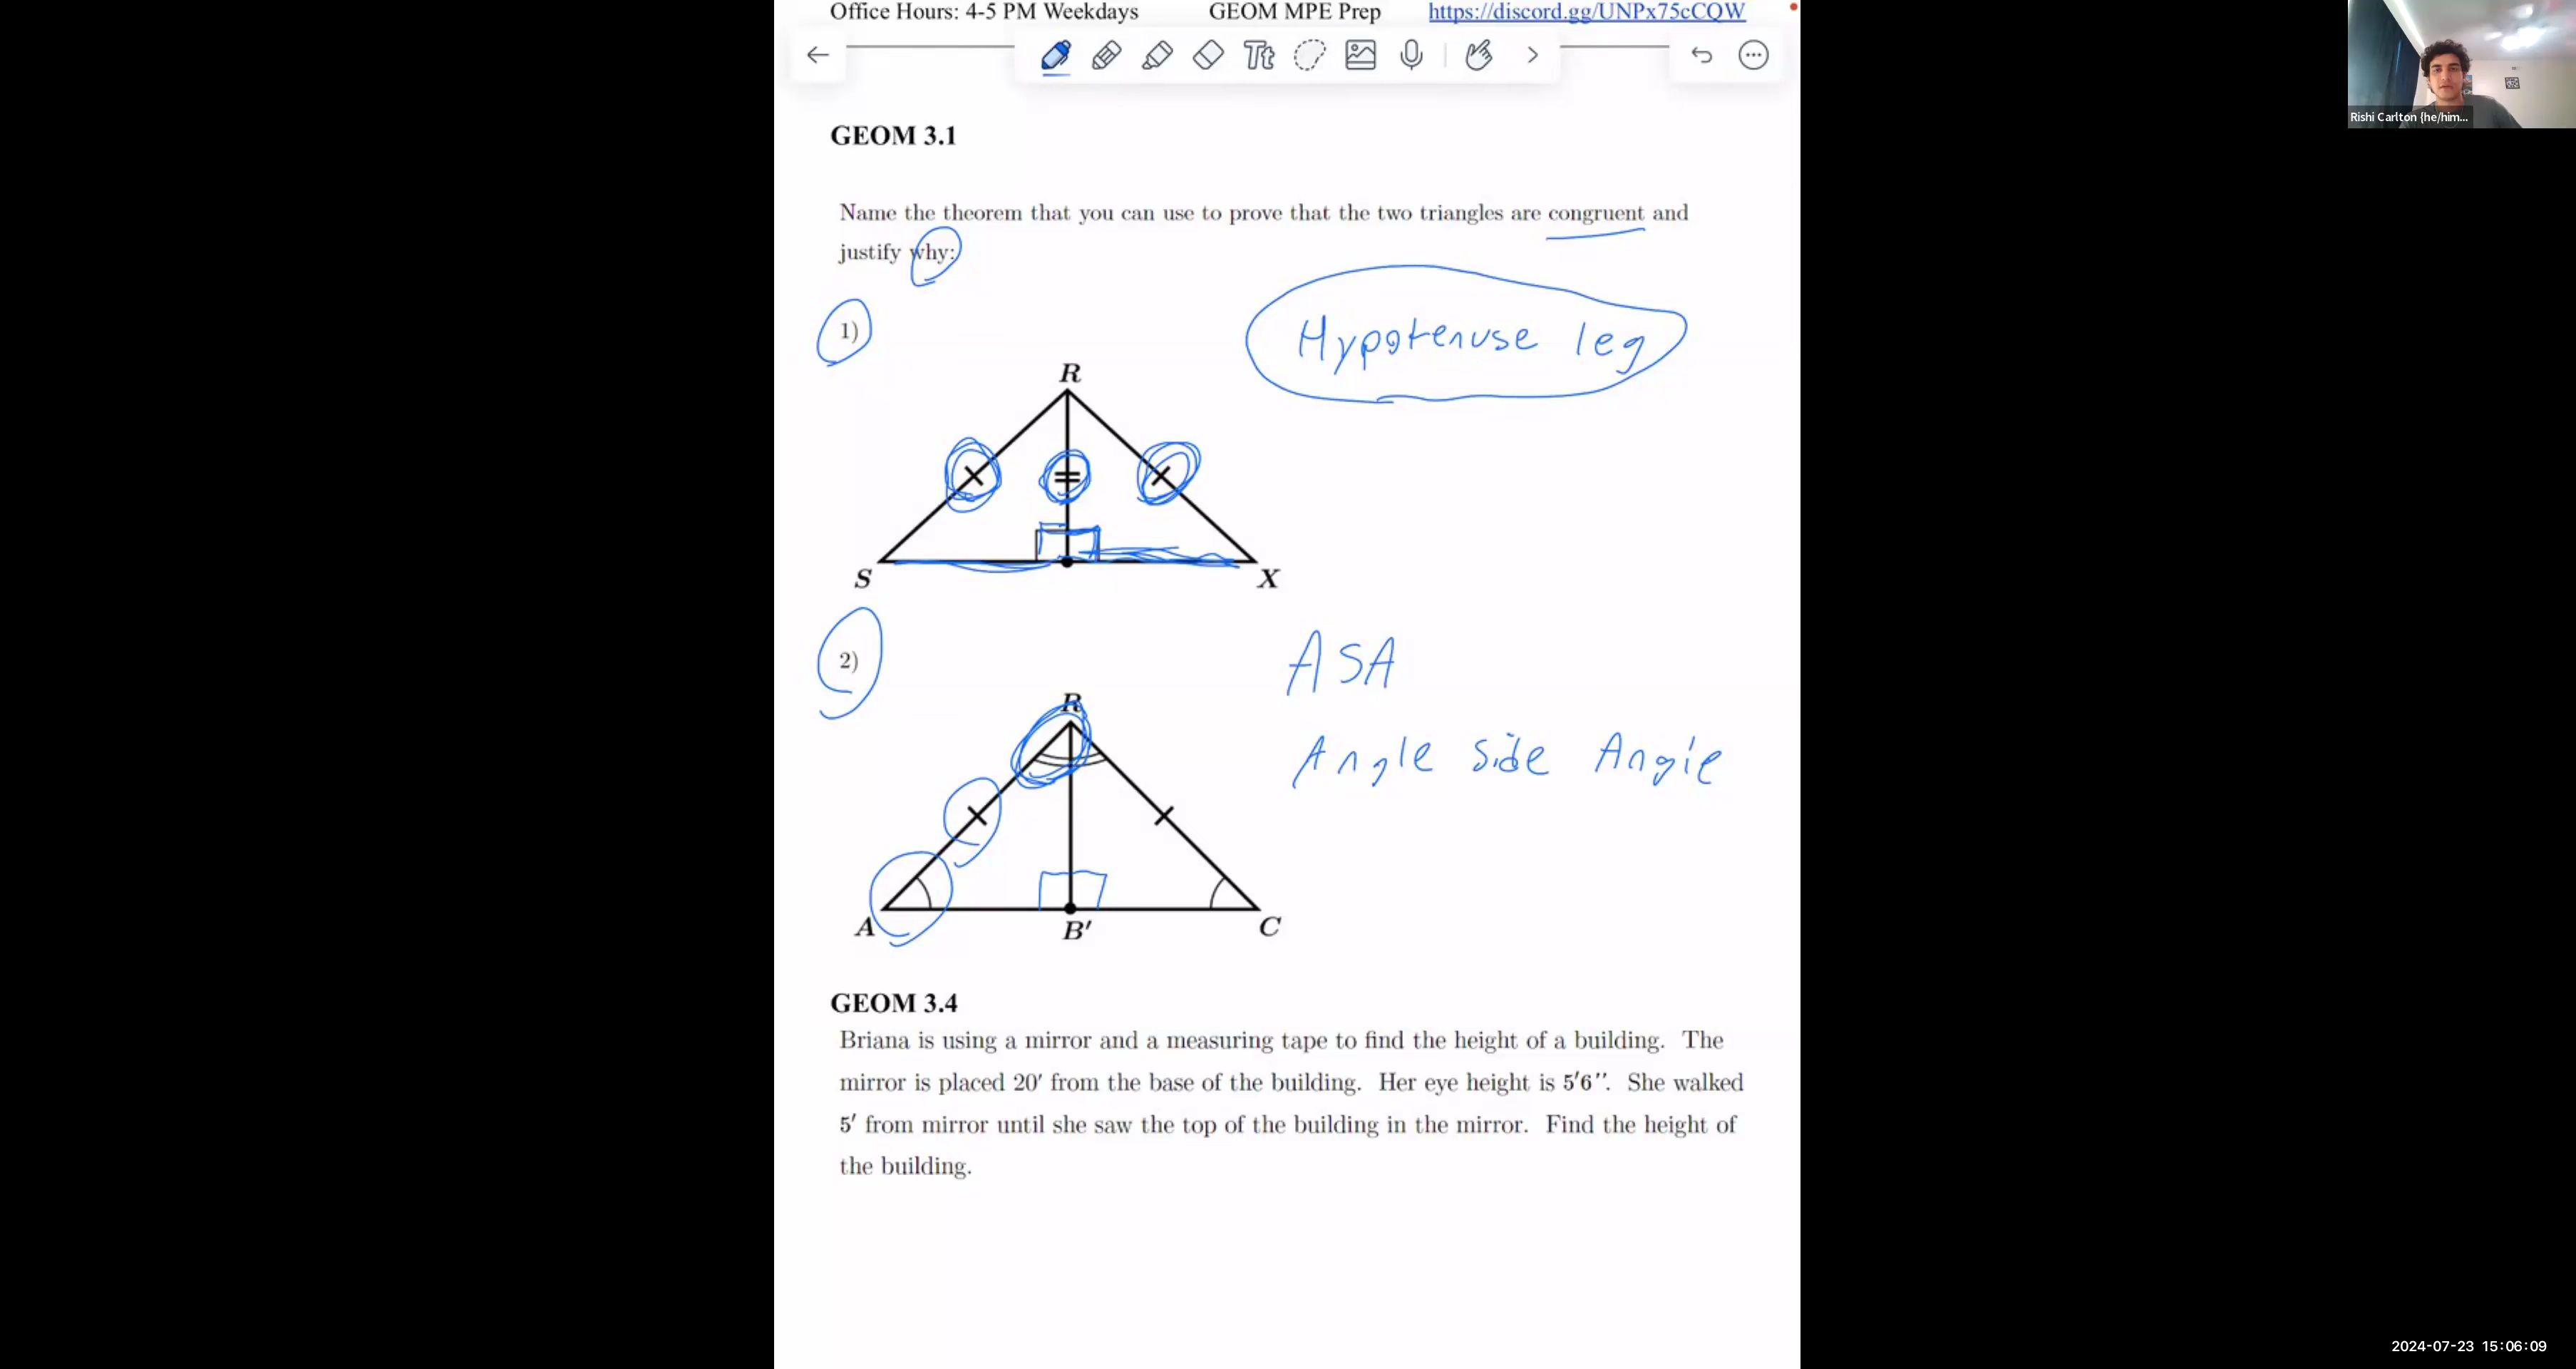 Office Hours: 4-5 PM Weekdays GEOM MPE Prep https://discord.gg/UNPx75cCQW
Tt
Rishi Carlton {he/him...
GEOM 3.1
Name the theorem that you can use to prove that the two triangles are congruent and
justify why:
1)
Hypotenuse leg
R
S
X
2)
ASA
R
Angle Side Angle
A
B′
C
GEOM 3.4
Briana is using a mirror and a measuring tape to find the height of a building. The
mirror is placed 20′ from the base of the building. Her eye height is 5′6′′. She walked
5′ from mirror until she saw the top of the building in the mirror. Find the height of
the building.
2024-07-23 15:06:09